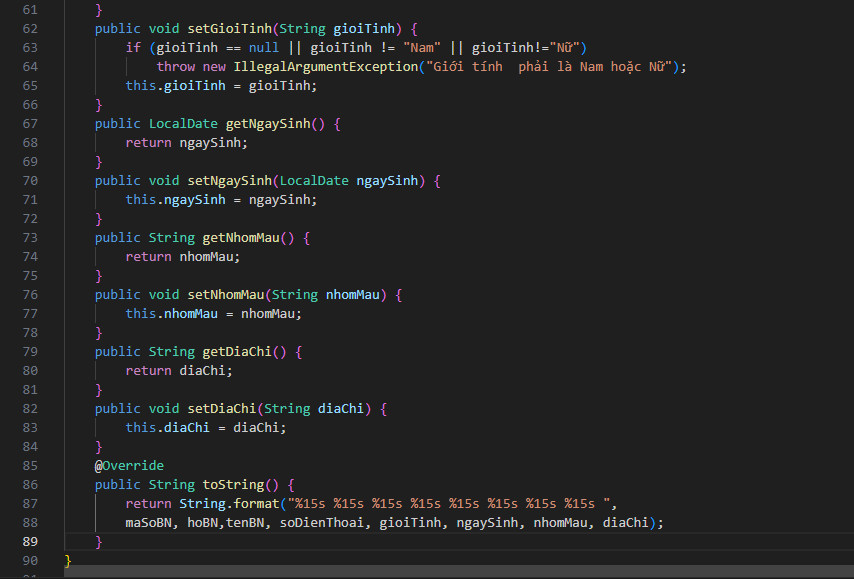 61 }
62 public void setGioiTinh(String gioiTinh) {
63 if (gioiTinh == null || gioiTinh != "Nam" || gioiTinh!="Nữ")
64 throw new IllegalArgumentException("Giới tính  phải là Nam hoặc Nữ");
65 this.gioiTinh = gioiTinh;
66 }
67 public LocalDate getNgaySinh() {
68 return ngaySinh;
69 }
70 public void setNgaySinh(LocalDate ngaySinh) {
71 this.ngaySinh = ngaySinh;
72 }
73 public String getNhomMau() {
74 return nhomMau;
75 }
76 public void setNhomMau(String nhomMau) {
77 this.nhomMau = nhomMau;
78 }
79 public String getDiaChi() {
80 return diaChi;
81 }
82 public void setDiaChi(String diaChi) {
83 this.diaChi = diaChi;
84 }
85 @Override
86 public String toString() {
87 return String.format("%15s %15s %15s %15s %15s %15s %15s %15s ",
88 maSoBN, hoBN,tenBN, soDienThoai, gioiTinh, ngaySinh, nhomMau, diaChi);
89 }
90 }